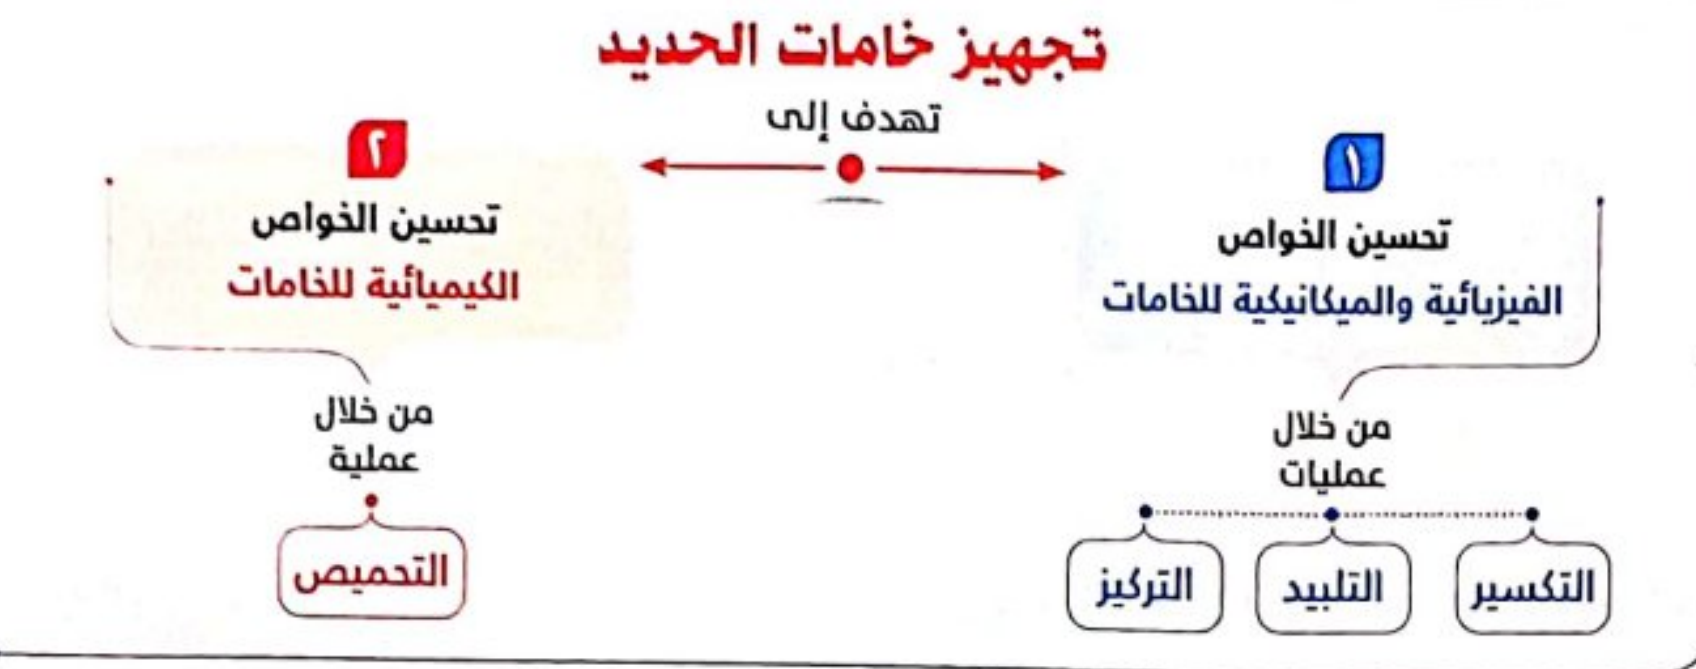 تجهيز خامات الحديد
تهدف إلى
١
تحسين الخواص
الفيزيائية والميكانيكية للخامات
من خلال
عمليات
التكسير
التلبيد
التركيز
٢
تحسين الخواص
الكيميائية للخامات
من خلال
عملية
التحميص